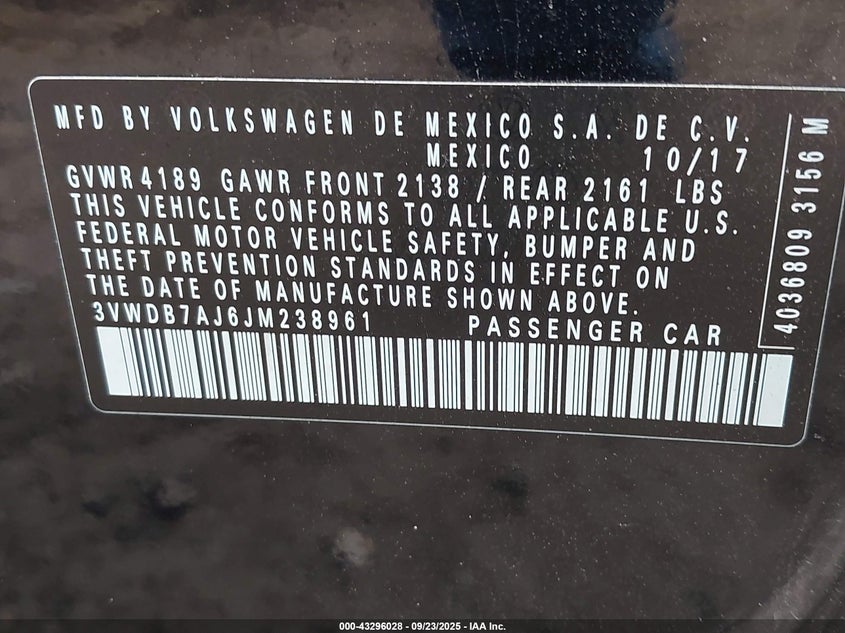 MFD BY VOLKSWAGEN DE MEXICO S.A. DE C.V.
MEXICO 10/17
GVWR 4189 GAWR FRONT 2138 / REAR 2161 LBS
THIS VEHICLE CONFORMS TO ALL APPLICABLE U.S.
FEDERAL MOTOR VEHICLE SAFETY, BUMPER AND
THEFT PREVENTION STANDARDS IN EFFECT ON
THE DATE OF MANUFACTURE SHOWN ABOVE.
3VWDB7AJ6JM238961 PASSENGER CAR
4036809 3156 M
000-43296028 - 09/23/2025 - IAA Inc.